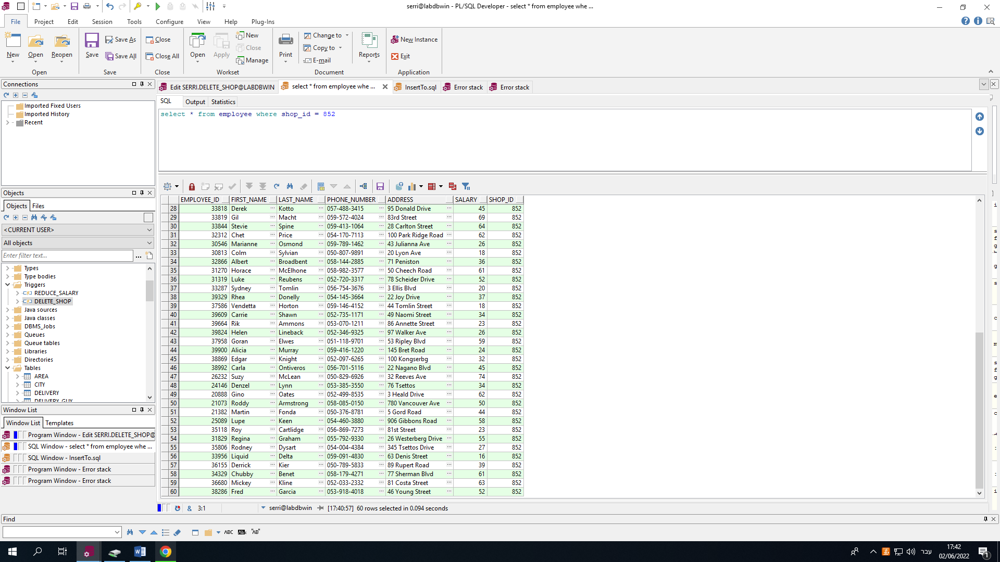 serri@labdbwin - PL/SQL Developer - select * from employee whe ...
File Project Edit Session Tools Configure View Help Plug-Ins
New Open Reopen Save Save As Save All Close Close All Open Apply New Close Manage Print Change to Copy to E-mail Reports New Instance Exit
Open Save Close Workset Document Application
Connections
Imported Fixed Users
Imported History
Recent
Edit SERRI.DELETE_SHOP@LABDBWIN select * from employee whe ... InsertTo.sql Error stack Error stack
SQL Output Statistics
select * from employee where shop_id = 852
Objects
Objects Files
<CURRENT USER>
All objects
Enter filter text...
Types
Type bodies
Triggers
REDUCE_SALARY
DELETE_SHOP
Java sources
Java classes
DBMS_Jobs
Queues
Queue tables
Libraries
Directories
Tables
AREA
CITY
DELIVERY
DELIVERY_GUY
Window List
Window List Templates
Program Window - Edit SERRI.DELETE_SHOP@
SQL Window - select * from employee whe ...
SQL Window - InsertTo.sql
Program Window - Error stack
Program Window - Error stack
EMPLOYEE_ID FIRST_NAME LAST_NAME PHONE_NUMBER ADDRESS SALARY SHOP_ID
28 33818 Derek Kotto 057-488-3415 95 Donald Drive 45 852
29 33819 Gil Macht 059-572-4024 83rd Street 69 852
30 33844 Stevie Spine 059-413-1064 28 Carlton Street 64 852
31 32312 Chet Price 054-170-7113 100 Park Ridge Road 62 852
32 30546 Marianne Osmond 059-789-1462 43 Julianna Ave 26 852
33 30813 Colm Sylvian 050-807-9891 20 Lyon Ave 18 852
34 32866 Albert Broadbent 058-144-2885 71 Peniston 36 852
35 31270 Horace McElhone 058-982-3577 50 Cheech Road 61 852
36 31319 Luke Reubens 052-720-3317 78 Scheider Drive 52 852
37 33287 Sydney Tomlin 056-754-3676 3 Ellis Blvd 20 852
38 39329 Rhea Donelly 054-145-3664 22 Joy Drive 37 852
39 37586 Vendetta Horton 059-146-4152 44 Tomlin Street 18 852
40 39609 Carrie Shawn 052-735-1171 49 Naomi Street 34 852
41 39664 Rik Ammons 053-070-1211 86 Annette Street 23 852
42 39824 Helen Lineback 052-346-9325 97 Walker Ave 26 852
43 37958 Goran Elwes 051-118-9701 53 Ripley Blvd 59 852
44 39900 Alicia Murray 059-416-1220 145 Bret Road 24 852
45 38869 Edgar Knight 052-097-6265 100 Kongserbg 32 852
46 38992 Carla Ontiveros 056-701-5116 22 Nagano Blvd 45 852
47 26232 Suzy McLean 050-829-6926 32 Reeves Ave 74 852
48 24146 Denzel Lynn 053-385-3550 76 Tsettos 34 852
49 20888 Gino Oates 052-499-8535 3 Heald Drive 62 852
50 21073 Roddy Armstrong 058-085-0150 780 Vancouver Ave 50 852
51 21382 Martin Fonda 050-376-8781 5 Gord Road 44 852
52 25089 Lupe Keen 054-460-3880 906 Gibbons Road 58 852
53 35118 Roy Cartlidge 056-869-7273 81st Street 23 852
54 31829 Regina Graham 055-792-9330 26 Westerberg Drive 55 852
55 35806 Rodney Dysart 054-004-4384 345 Tsettos Drive 27 852
56 33956 Liquid Delta 059-091-4830 63 Denis Street 16 852
57 36155 Derrick Kier 050-789-5833 89 Rupert Road 39 852
58 34329 Chubby Benet 058-179-4271 77 Sherman Blvd 61 852
59 36680 Mickey Kline 052-033-2332 81 Costa Street 63 852
60 38286 Fred Garcia 053-918-4018 46 Young Street 52 852
& 3:1 serri@labdbwin [17:40:57] 60 rows selected in 0.094 seconds
Find
ABC "AB"
עבר
17:42
02/06/2022
1